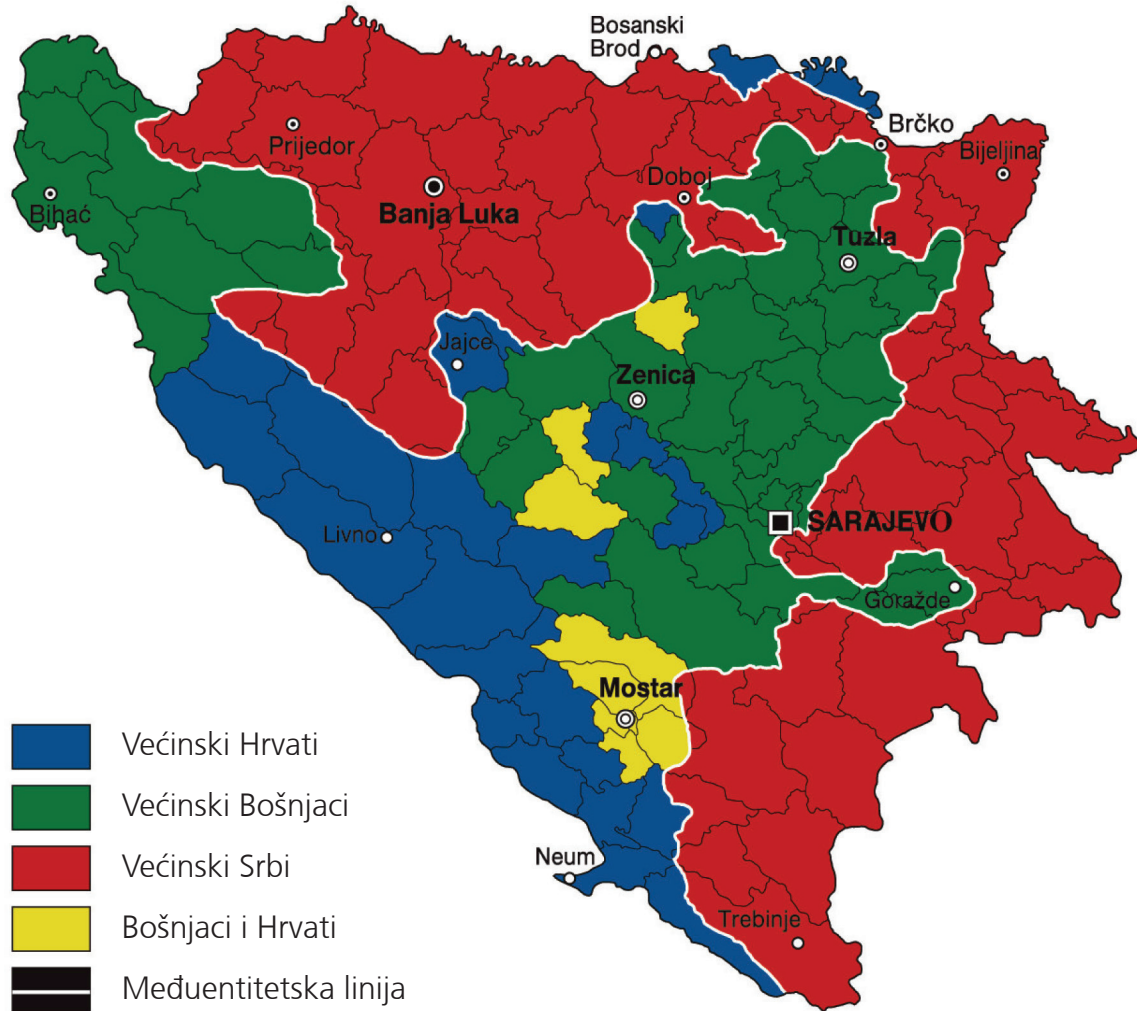 Bosanski
Brod
Brčko
Prijedor
Bijeljina
Doboj
Bihać
Banja Luka
Tuzla
Jajce
Zenica
SARAJEVO
Livno
Goražde
Mostar
Neum
Trebinje
Većinski Hrvati
Većinski Bošnjaci
Većinski Srbi
Bošnjaci i Hrvati
Međuentitetska linija